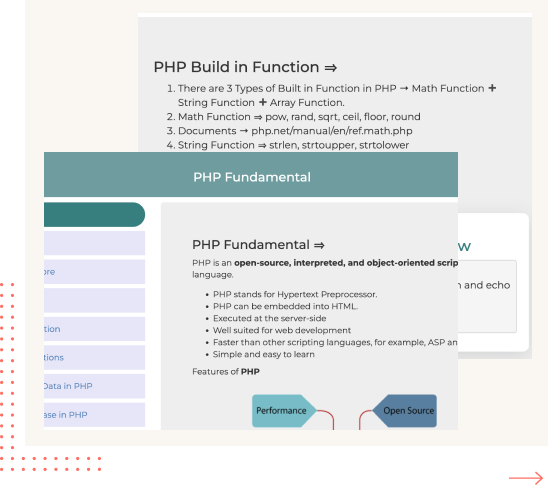 PHP Build in Function ⇒
1. There are 3 Types of Built in Function in PHP → Math Function +
String Function + Array Function.
2. Math Function ⇒ pow, rand, sqrt, ceil, floor, round
3. Documents → php.net/manual/en/ref.math.php
4. String Function ⇒ strlen, strtoupper, strtolower
PHP Fundamental
PHP Fundamental ⇒
PHP is an open-source, interpreted, and object-oriented scrip
language.
• PHP stands for Hypertext Preprocessor.
• PHP can be embedded into HTML.
• Executed at the server-side
• Well suited for web development
• Faster than other scripting languages, for example, ASP an
• Simple and easy to learn
Features of PHP
Performance
Open Source
ore
tion
tions
Data in PHP
ase in PHP
w
and echo